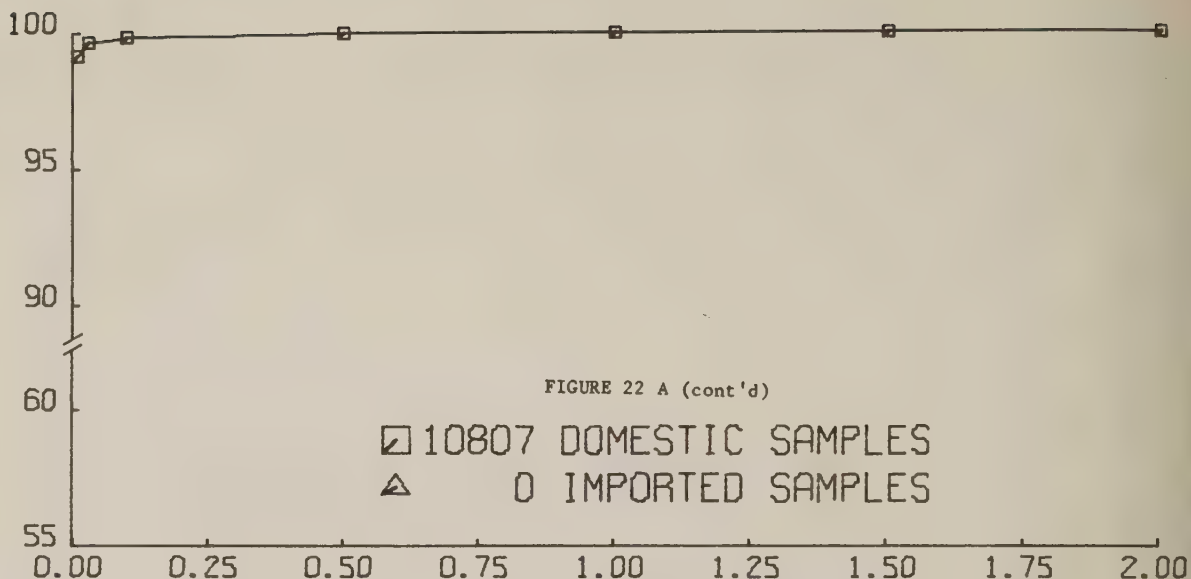 100
95
90
60
FIGURE 22 A (cont'd)
10807 DOMESTIC SAMPLES
0 IMPORTED SAMPLES
55
0.00 0.25 0.50 0.75 1.00 1.25 1.50 1.75 2.00